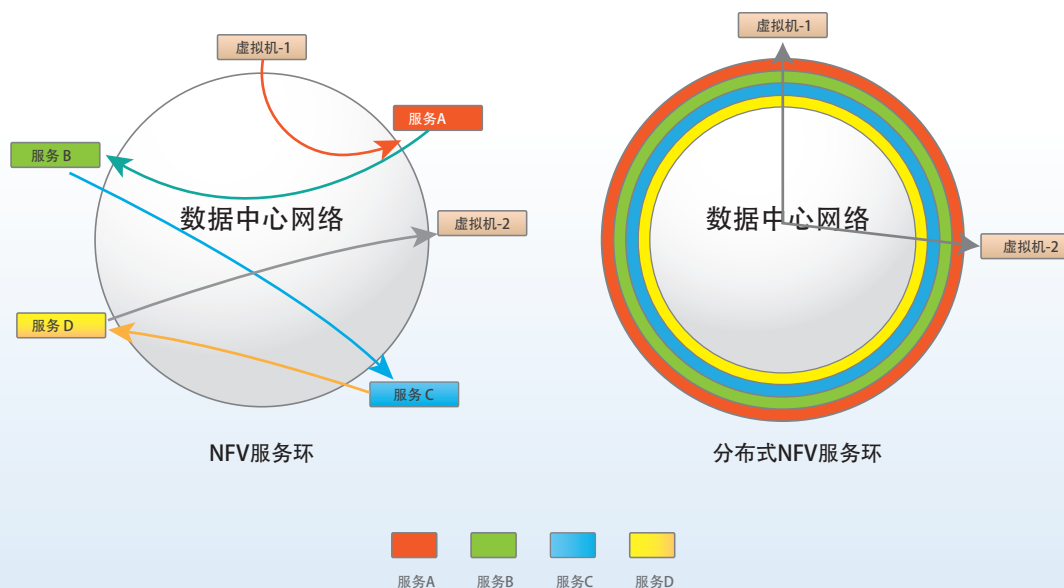 虚拟机-1
服务A
服务 B
数据中心网络
虚拟机-2
服务 D
服务 C
NFV服务环
虚拟机-1
数据中心网络
虚拟机-2
分布式NFV服务环
服务A
服务B
服务C
服务D